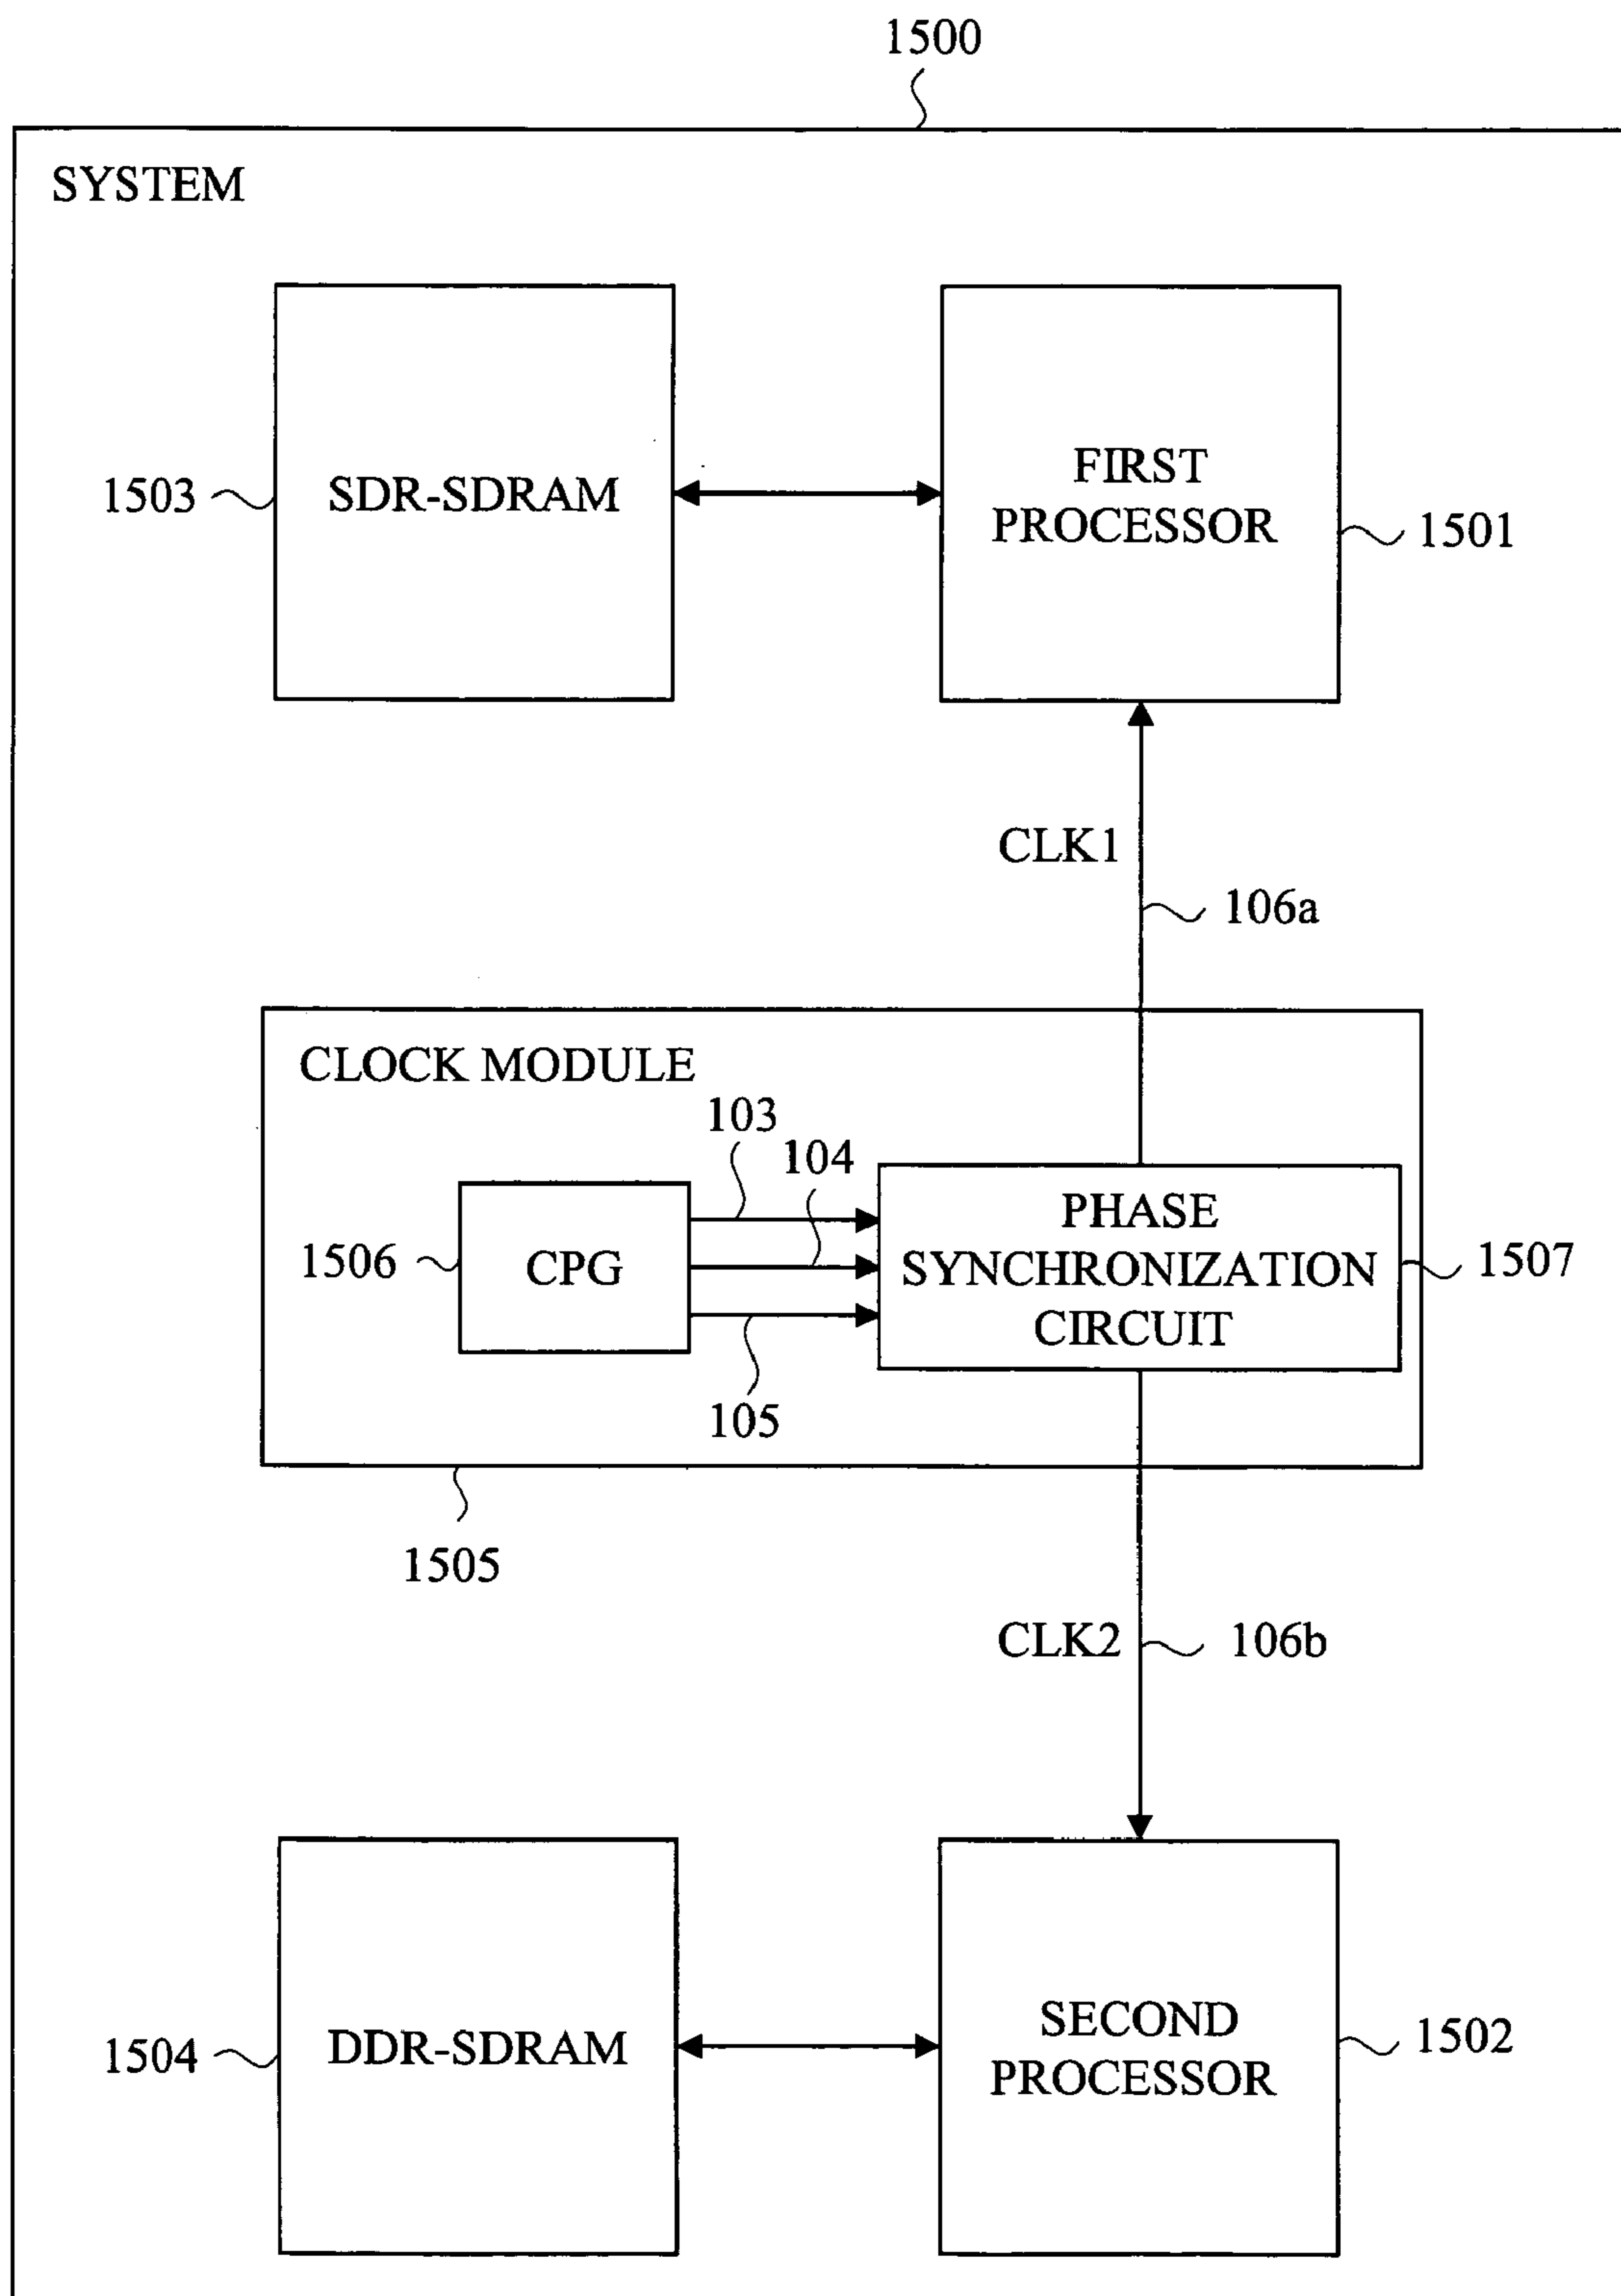 1500
SYSTEM
SDR-SDRAM
1503
FIRST
PROCESSOR
1501
CLK1
106a
CLOCK MODULE
103
104
1506
CPG
PHASE
SYNCHRONIZATION
CIRCUIT
1507
105
1505
CLK2
106b
1504
DDR-SDRAM
SECOND
PROCESSOR
1502